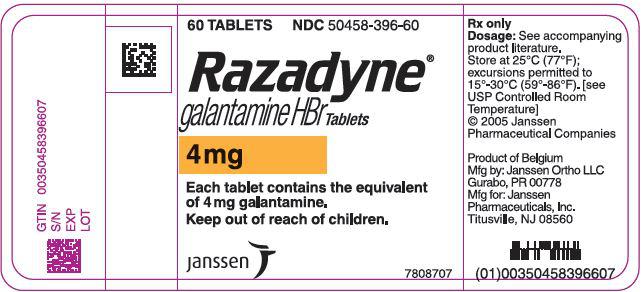 GTIN 00350458396607
S/N
EXP
LOT
60 TABLETS NDC 50458-396-60
Razadyne®
galantamine HBr Tablets
4 mg
Each tablet contains the equivalent
of 4 mg galantamine.
Keep out of reach of children.
janssen
7808707
Rx only
Dosage: See accompanying
product literature.
Store at 25°C (77°F);
excursions permitted to
15°-30°C (59°-86°F). [see
USP Controlled Room
Temperature]
© 2005 Janssen
Pharmaceutical Companies
Product of Belgium
Mfg by: Janssen Ortho LLC
Gurabo, PR 00778
Mfg for: Janssen
Pharmaceuticals, Inc.
Titusville, NJ 08560
(01)00350458396607